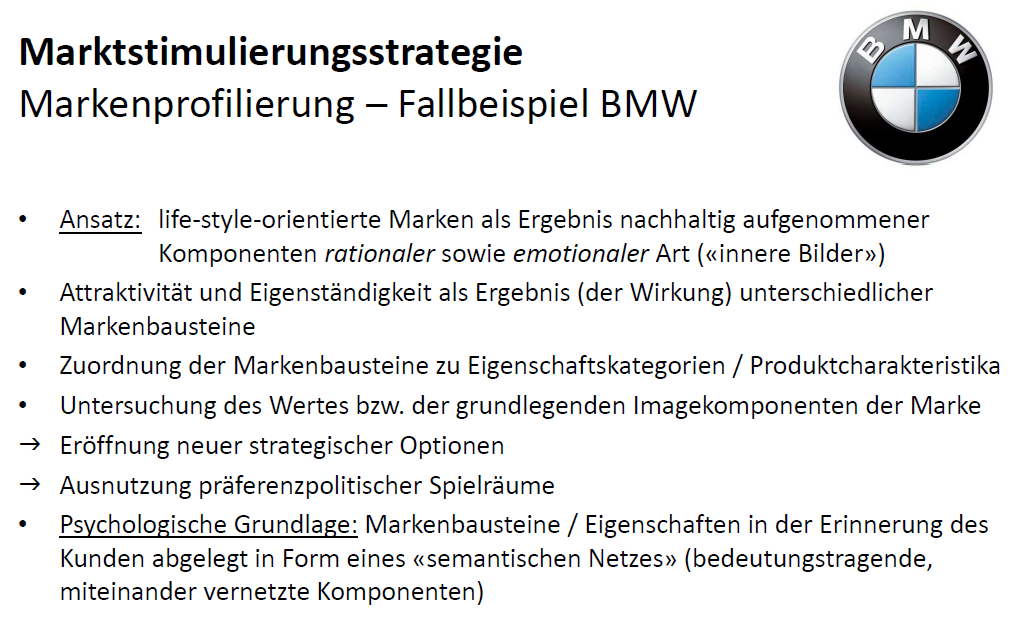 Marktstimulierungsstrategie
Markenprofilierung – Fallbeispiel BMW
BMW
• Ansatz: life-style-orientierte Marken als Ergebnis nachhaltig aufgenommener
Komponenten rationaler sowie emotionaler Art («innere Bilder»)
• Attraktivität und Eigenständigkeit als Ergebnis (der Wirkung) unterschiedlicher
Markenbausteine
• Zuordnung der Markenbausteine zu Eigenschaftskategorien / Produktcharakteristika
• Untersuchung des Wertes bzw. der grundlegenden Imagekomponenten der Marke
→ Eröffnung neuer strategischer Optionen
→ Ausnutzung präferenzpolitischer Spielräume
• Psychologische Grundlage: Markenbausteine / Eigenschaften in der Erinnerung des
Kunden abgelegt in Form eines «semantischen Netzes» (bedeutungstragende,
miteinander vernetzte Komponenten)